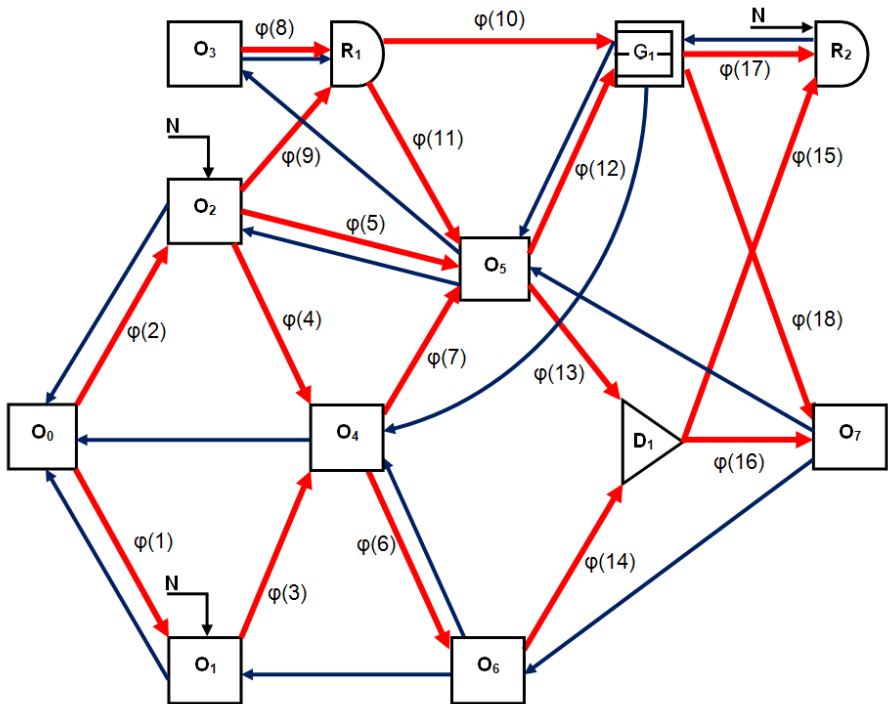 O₃
φ(8)
R₁
φ(10)
G₁
N
R₂
φ(17)
N
φ(9)
φ(11)
φ(12)
φ(15)
O₂
φ(5)
O₅
φ(2)
φ(4)
φ(7)
φ(13)
φ(18)
O₀
O₄
D₁
O₇
φ(16)
φ(1)
φ(6)
φ(14)
N
φ(3)
O₁
O₆